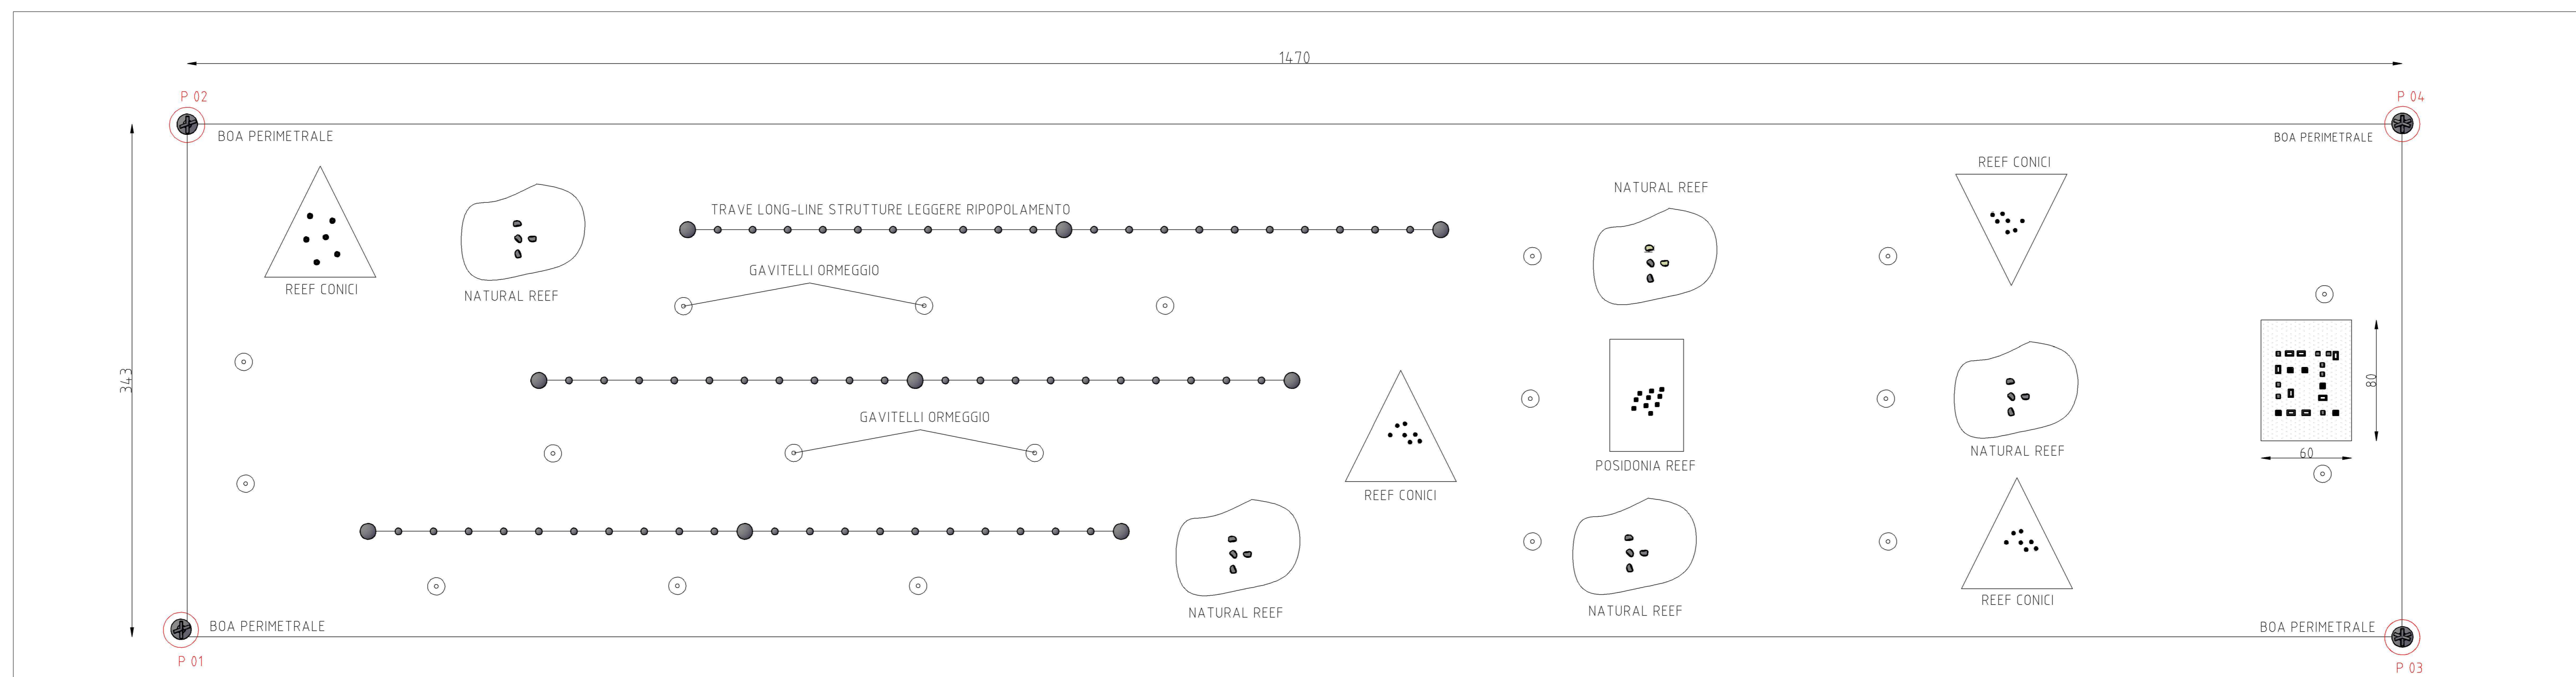 1470
P 02
P 04
BOA PERIMETRALE
BOA PERIMETRALE
REEF CONICI
NATURAL REEF
TRAVE LONG-LINE STRUTTURE LEGGERE RIPOPOLAMENTO
GAVITELLI ORMEGGIO
REEF CONICI
NATURAL REEF
343
80
GAVITELLI ORMEGGIO
NATURAL REEF
60
POSIDONIA REEF
REEF CONICI
REEF CONICI
NATURAL REEF
NATURAL REEF
BOA PERIMETRALE
BOA PERIMETRALE
P 01
P 03